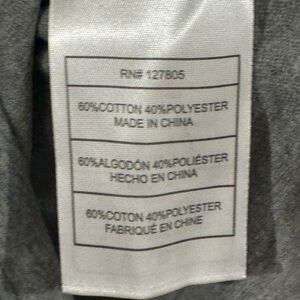 RN# 127805
60%COTTON 40%POLYESTER
MADE IN CHINA
60%ALGODÓN 40%POLIÉSTER
HECHO EN CHINA
60%COTON 40%POLYESTER
FABRIQUÉ EN CHINE